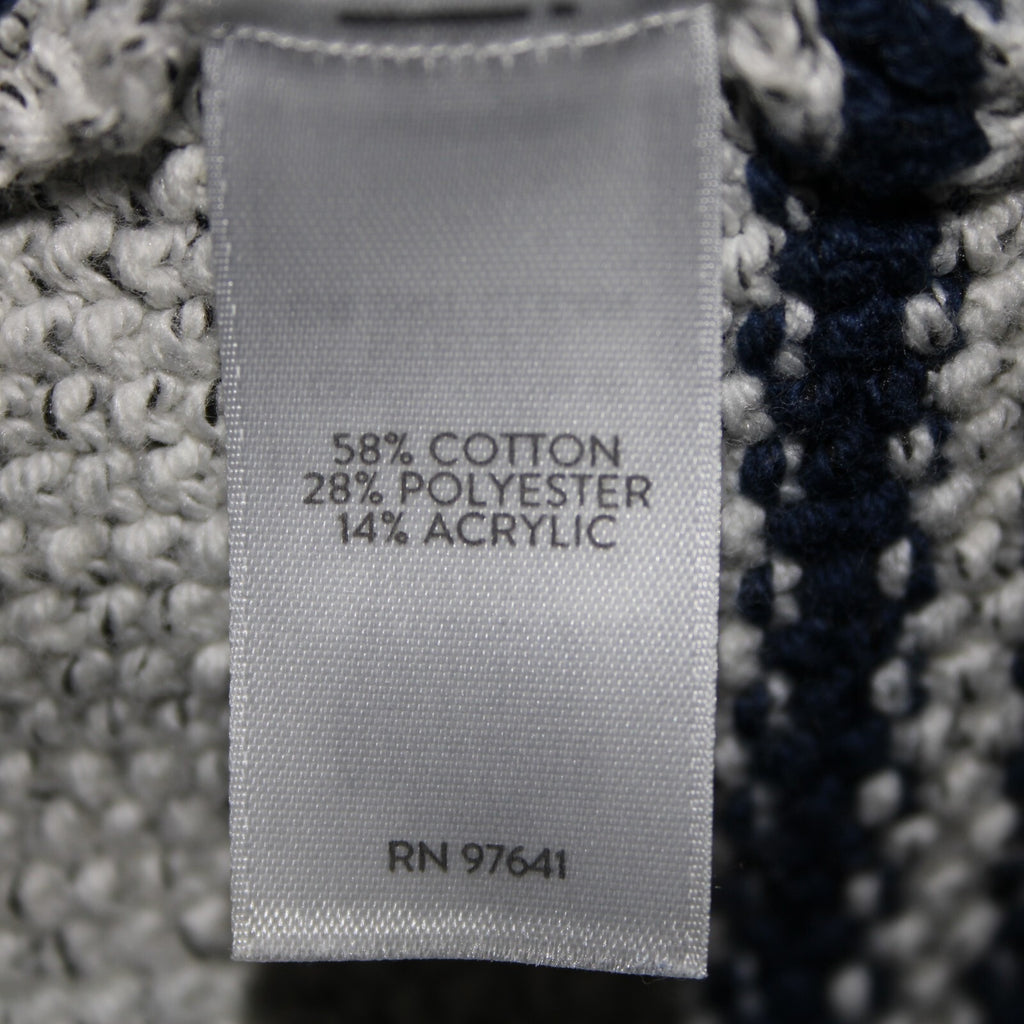 58% COTTON
28% POLYESTER
14% ACRYLIC
RN 97641